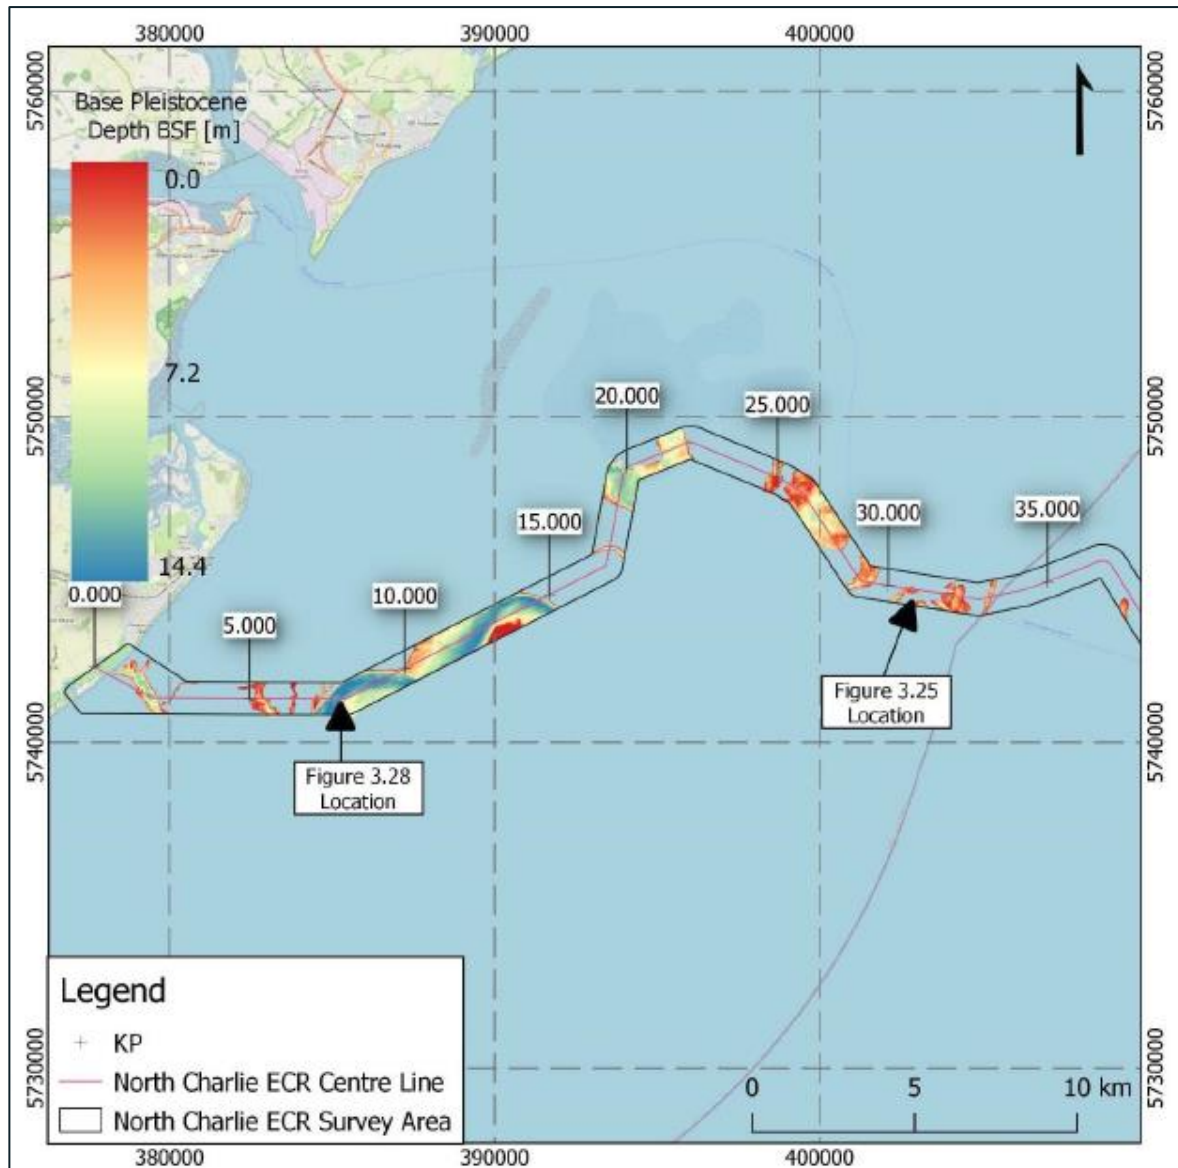 380000
390000
400000
5760000
5760000
Base Pleistocene
Depth BSF [m]
0.0
7.2
14.4
5750000
5750000
20.000
25.000
15.000
30.000
35.000
0.000
10.000
5.000
Figure 3.25
Location
Figure 3.28
Location
5740000
5740000
Legend
KP
North Charlie ECR Centre Line
North Charlie ECR Survey Area
5730000
5730000
0
5
10 km
380000
390000
400000